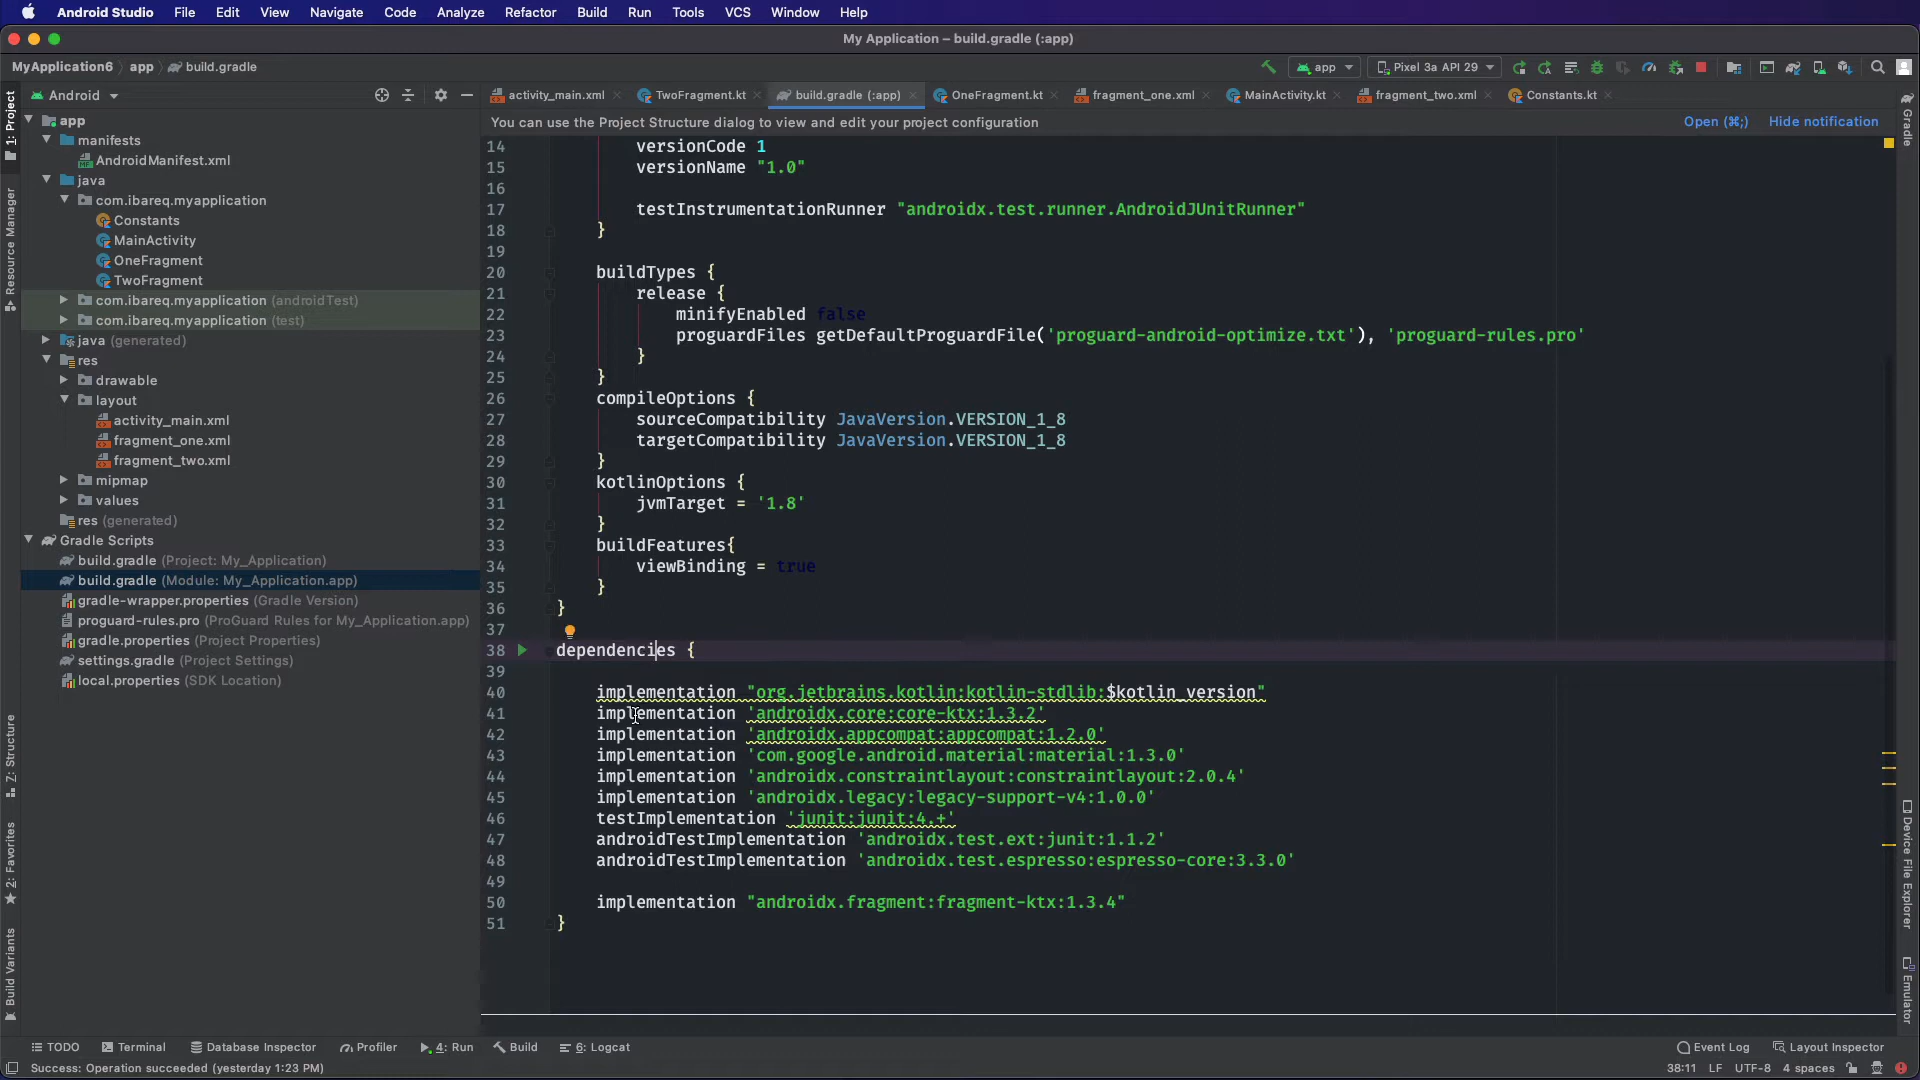 Android Studio File Edit View Navigate Code Analyze Refactor Build Run Tools VCS Window Help
My Application – build.gradle (:app)
MyApplication6 app build.gradle
app Pixel 3a API 29
1: Project
Resource Manager
Z: Structure
2: Favorites
Build Variants
Android
app
manifests
AndroidManifest.xml
java
com.ibareq.myapplication
Constants
MainActivity
OneFragment
TwoFragment
com.ibareq.myapplication (androidTest)
com.ibareq.myapplication (test)
java (generated)
res
drawable
layout
activity_main.xml
fragment_one.xml
fragment_two.xml
mipmap
values
res (generated)
Gradle Scripts
build.gradle (Project: My_Application)
build.gradle (Module: My_Application.app)
gradle-wrapper.properties (Gradle Version)
proguard-rules.pro (ProGuard Rules for My_Application.app)
gradle.properties (Project Properties)
settings.gradle (Project Settings)
local.properties (SDK Location)
activity_main.xml TwoFragment.kt build.gradle (:app) OneFragment.kt fragment_one.xml MainActivity.kt fragment_two.xml Constants.kt
You can use the Project Structure dialog to view and edit your project configuration Open (⌘;) Hide notification
14 versionCode 1
15 versionName "1.0"
16
17 testInstrumentationRunner "androidx.test.runner.AndroidJUnitRunner"
18 }
19
20 buildTypes {
21 release {
22 minifyEnabled false
23 proguardFiles getDefaultProguardFile('proguard-android-optimize.txt'), 'proguard-rules.pro'
24 }
25 }
26 compileOptions {
27 sourceCompatibility JavaVersion.VERSION_1_8
28 targetCompatibility JavaVersion.VERSION_1_8
29 }
30 kotlinOptions {
31 jvmTarget = '1.8'
32 }
33 buildFeatures{
34 viewBinding = true
35 }
36 }
37
38 dependencies {
39
40 implementation "org.jetbrains.kotlin:kotlin-stdlib:$kotlin_version"
41 implementation 'androidx.core:core-ktx:1.3.2'
42 implementation 'androidx.appcompat:appcompat:1.2.0'
43 implementation 'com.google.android.material:material:1.3.0'
44 implementation 'androidx.constraintlayout:constraintlayout:2.0.4'
45 implementation 'androidx.legacy:legacy-support-v4:1.0.0'
46 testImplementation 'junit:junit:4.+'
47 androidTestImplementation 'androidx.test.ext:junit:1.1.2'
48 androidTestImplementation 'androidx.test.espresso:espresso-core:3.3.0'
49
50 implementation "androidx.fragment:fragment-ktx:1.3.4"
51 }
Gradle
Device File Explorer
Emulator
TODO Terminal Database Inspector Profiler 4: Run Build 6: Logcat Event Log Layout Inspector
Success: Operation succeeded (yesterday 1:23 PM) 38:11 LF UTF-8 4 spaces